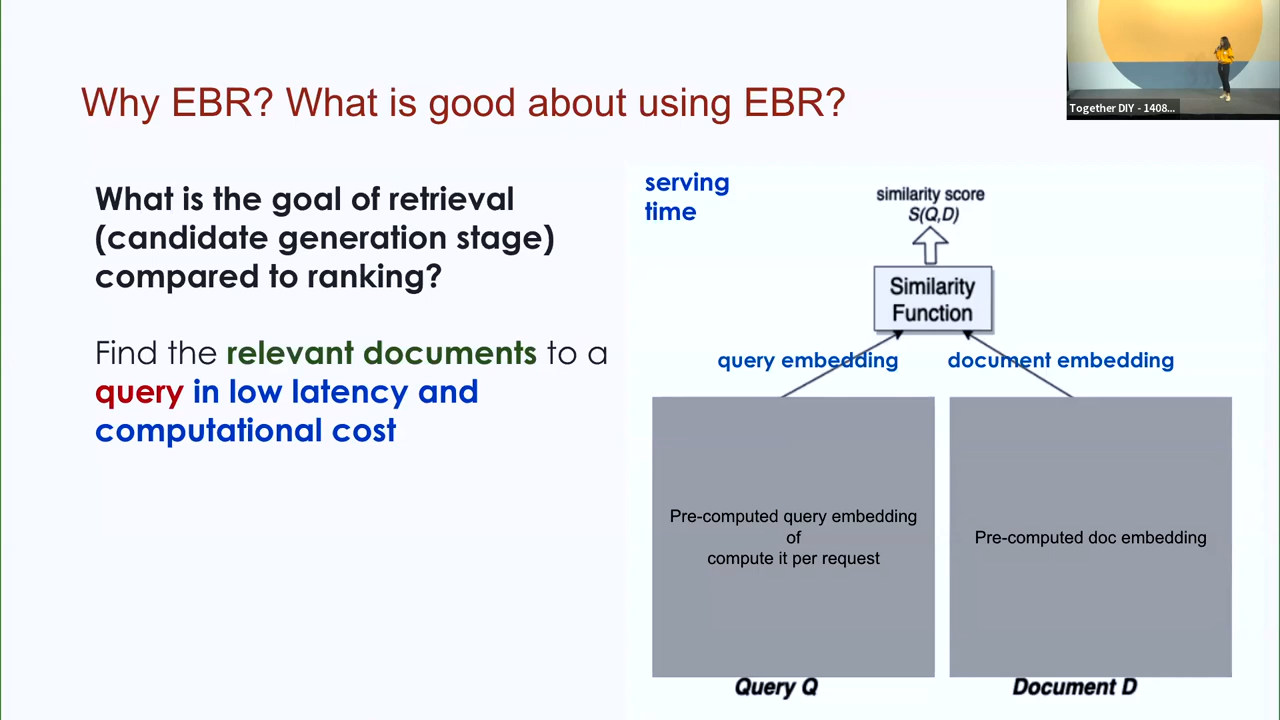 Why EBR? What is good about using EBR?
Together DIY - 1408...
What is the goal of retrieval
(candidate generation stage)
compared to ranking?
Find the relevant documents to a
query in low latency and
computational cost
serving
time
similarity score
S(Q,D)
Similarity
Function
query embedding
document embedding
Pre-computed query embedding
of
compute it per request
Pre-computed doc embedding
Query Q
Document D